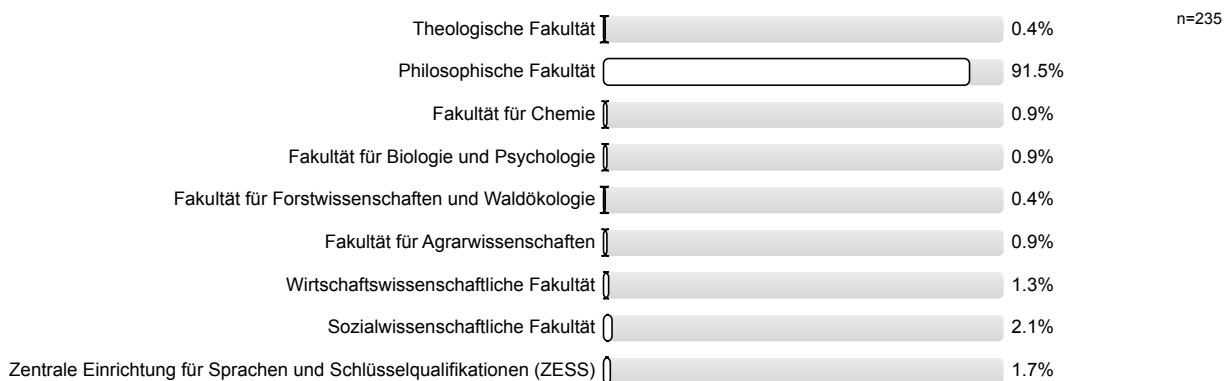 n=235
Theologische Fakultät 0.4%
Philosophische Fakultät 91.5%
Fakultät für Chemie 0.9%
Fakultät für Biologie und Psychologie 0.9%
Fakultät für Forstwissenschaften und Waldökologie 0.4%
Fakultät für Agrarwissenschaften 0.9%
Wirtschaftswissenschaftliche Fakultät 1.3%
Sozialwissenschaftliche Fakultät 2.1%
Zentrale Einrichtung für Sprachen und Schlüsselqualifikationen (ZESS) 1.7%